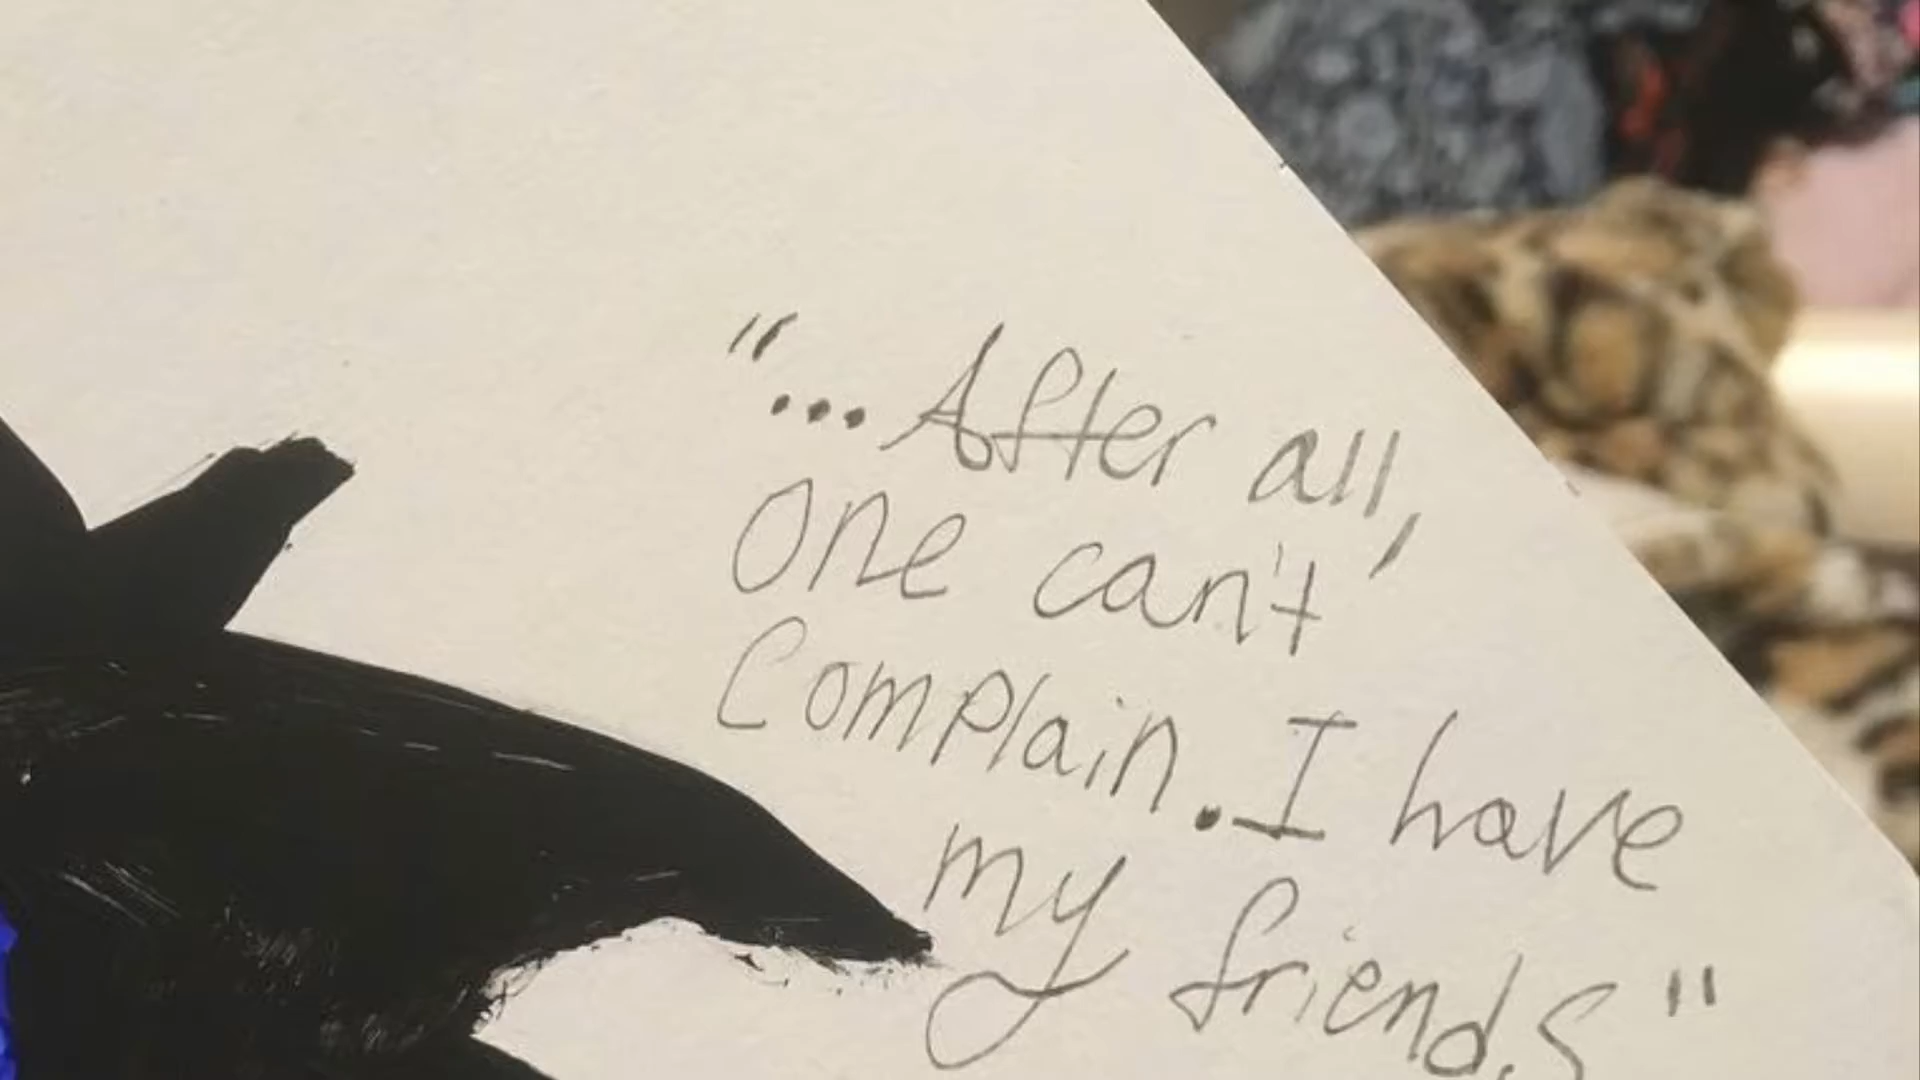 "...After all,
one can't'
Complain. I have
my friends"